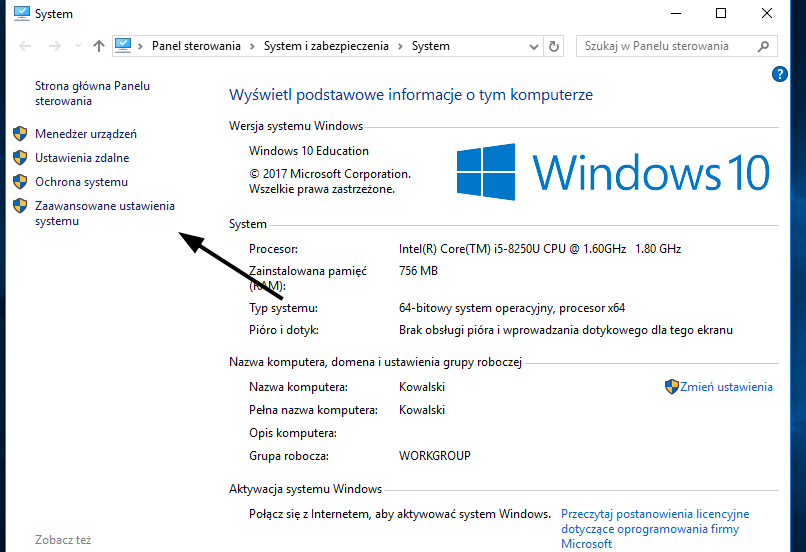 System
Panel sterowania > System i zabezpieczenia > System
Szukaj w Panelu sterowania
?
Strona główna Panelu
sterowania
Menedżer urządzeń
Ustawienia zdalne
Ochrona systemu
Zaawansowane ustawienia
systemu
Zobacz też
Wyświetl podstawowe informacje o tym komputerze
Wersja systemu Windows
Windows 10 Education
© 2017 Microsoft Corporation.
Wszelkie prawa zastrzeżone.
Windows 10
System
Procesor: Intel(R) Core(TM) i5-8250U CPU @ 1.60GHz 1.80 GHz
Zainstalowana pamięć 756 MB
(RAM):
Typ systemu: 64-bitowy system operacyjny, procesor x64
Pióro i dotyk: Brak obsługi pióra i wprowadzania dotykowego dla tego ekranu
Nazwa komputera, domena i ustawienia grupy roboczej
Nazwa komputera: Kowalski Zmień ustawienia
Pełna nazwa komputera: Kowalski
Opis komputera:
Grupa robocza: WORKGROUP
Aktywacja systemu Windows
Połącz się z Internetem, aby aktywować system Windows. Przeczytaj postanowienia licencyjne
dotyczące oprogramowania firmy
Microsoft